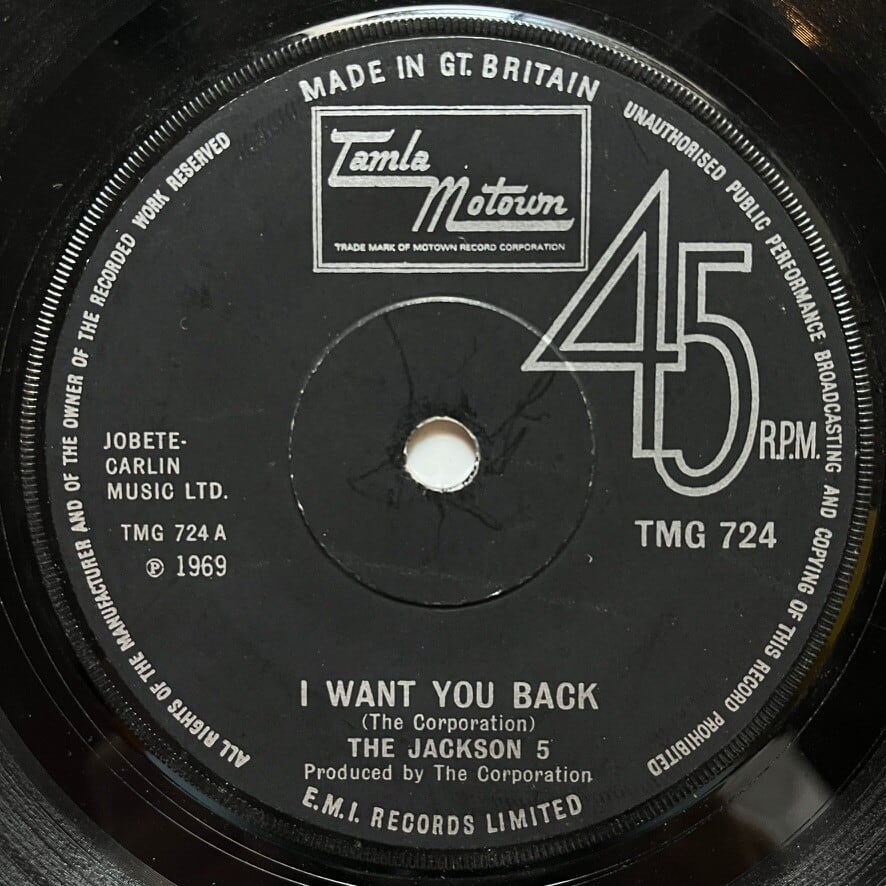 MADE IN GT. BRITAIN
Tamla
Motown
TRADE MARK OF MOTOWN RECORD CORPORATION
45
R.P.M.
JOBETE-
CARLIN
MUSIC LTD.
TMG 724 A
℗ 1969
TMG 724
I WANT YOU BACK
(The Corporation)
THE JACKSON 5
Produced by The Corporation
E.M.I. RECORDS LIMITED
ALL RIGHTS OF THE MANUFACTURER AND OF THE OWNER OF THE RECORDED WORK RESERVED
UNAUTHORISED PUBLIC PERFORMANCE BROADCASTING AND COPYING OF THIS RECORD PROHIBITED